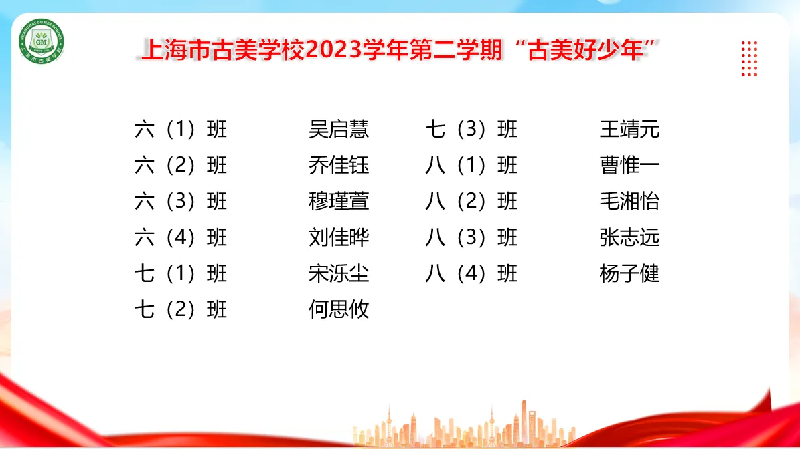 上海市古美学校2023学年第二学期“古美好少年”
六（1）班 吴启慧 七（3）班 王靖元
六（2）班 乔佳钰 八（1）班 曹惟一
六（3）班 穆瑾萱 八（2）班 毛湘怡
六（4）班 刘佳晔 八（3）班 张志远
七（1）班 宋泺尘 八（4）班 杨子健
七（2）班 何思攸